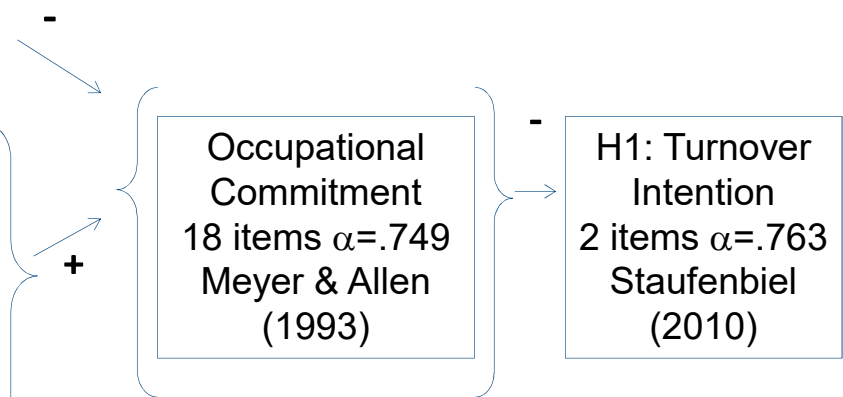 -
+
Occupational
Commitment
18 items α=.749
Meyer & Allen
(1993)
-
H1: Turnover
Intention
2 items α=.763
Staufenbiel
(2010)